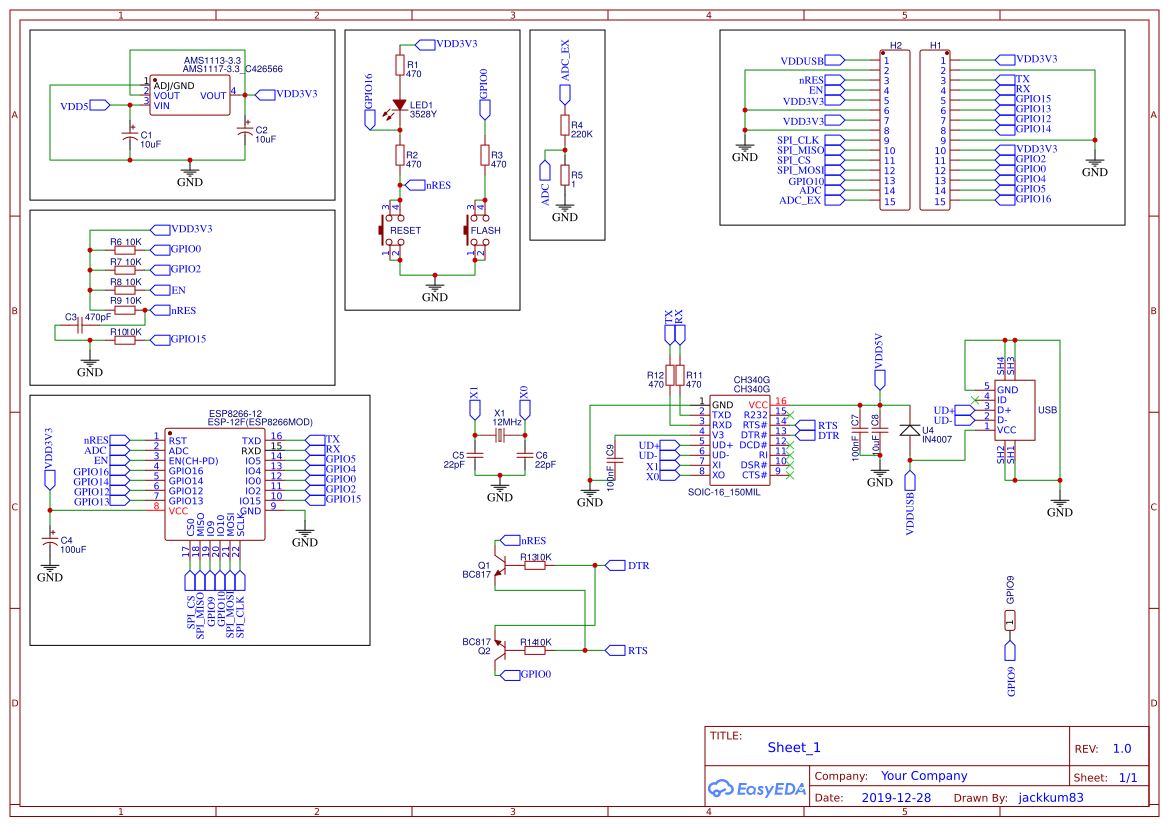 1 2 3 4 5
A
B
C
D
AMS1113-3.3
AMS1117-3.3_C426566
1 ADJ/GND
2 VOUT VOUT 4 VDD3V3
3 VIN
VDD5
C1
10uF
C2
10uF
GND
VDD3V3
R1
470
GPIO16
LED1
3528Y
GPIO0
R2
470
R3
470
nRES
3 4
RESET
1 2
3 4
FLASH
1 2
GND
ADC_EX
R4
220K
ADC
R5
1
GND
H2 H1
VDDUSB 1 1 VDD3V3
2 2
nRES 3 3 TX
EN 4 4 RX
VDD3V3 5 5 GPIO15
6 6 GPIO13
VDD3V3 7 7 GPIO12
8 8 GPIO14
SPI_CLK 9 9
SPI_MISO 10 10 VDD3V3
SPI_CS 11 11 GPIO2
SPI_MOSI 12 12 GPIO0
GPIO10 13 13 GPIO4
ADC 14 14 GPIO5
ADC_EX 15 15 GPIO16
GND
GND
VDD3V3
R6 10K GPIO0
R7 10K GPIO2
R8 10K EN
R9 10K nRES
C3 470pF
R10 10K GPIO15
GND
ESP8266-12
ESP-12F(ESP8266MOD)
VDD3V3
nRES 1 RST TXD 16 TX
ADC 2 ADC RXD 15 RX
EN 3 EN(CH-PD) IO5 14 GPIO5
GPIO16 4 GPIO16 IO4 13 GPIO4
GPIO14 5 GPIO14 IO0 12 GPIO0
GPIO12 6 GPIO12 IO2 11 GPIO2
GPIO13 7 GPIO13 IO15 10 GPIO15
8 VCC GND 9
CS0 MISO IO9 IO10 MOSI SCLK
17 18 19 20 21 22
SPI_CS SPI_MISO GPIO9 GPIO10 SPI_MOSI SPI_CLK
C4
100uF
GND
GND
X1 X0
X1
12MHz
C5
22pF
C6
22pF
GND
TX RX
R12
470
R11
470
CH340G
CH340G
1 GND VCC 16
2 TXD R232 15
3 RXD RTS# 14 RTS
4 V3 DTR# 13 DTR
UD+ 5 UD+ DCD# 12
UD- 6 UD- RI 11
X1 7 XI DSR# 10
X0 8 XO CTS# 9
SOIC-16_150MIL
C9
100nF
GND
VDD5V
C7
100nF
C8
10uF
GND
U4
IN4007
VDDUSB
SH4 SH3
5 GND
4 ID
UD+ 3 D+
UD- 2 D-
1 VCC
USB
SH2 SH1
GND
nRES
Q1
BC817
R13 10K
DTR
BC817
Q2
R14 10K
RTS
GPIO0
GPIO9
1
GPIO9
TITLE:
Sheet_1
REV: 1.0
EasyEDA
Company: Your Company
Sheet: 1/1
Date: 2019-12-28 Drawn By: jackkum83
A
B
C
D
1 2 3 4 5